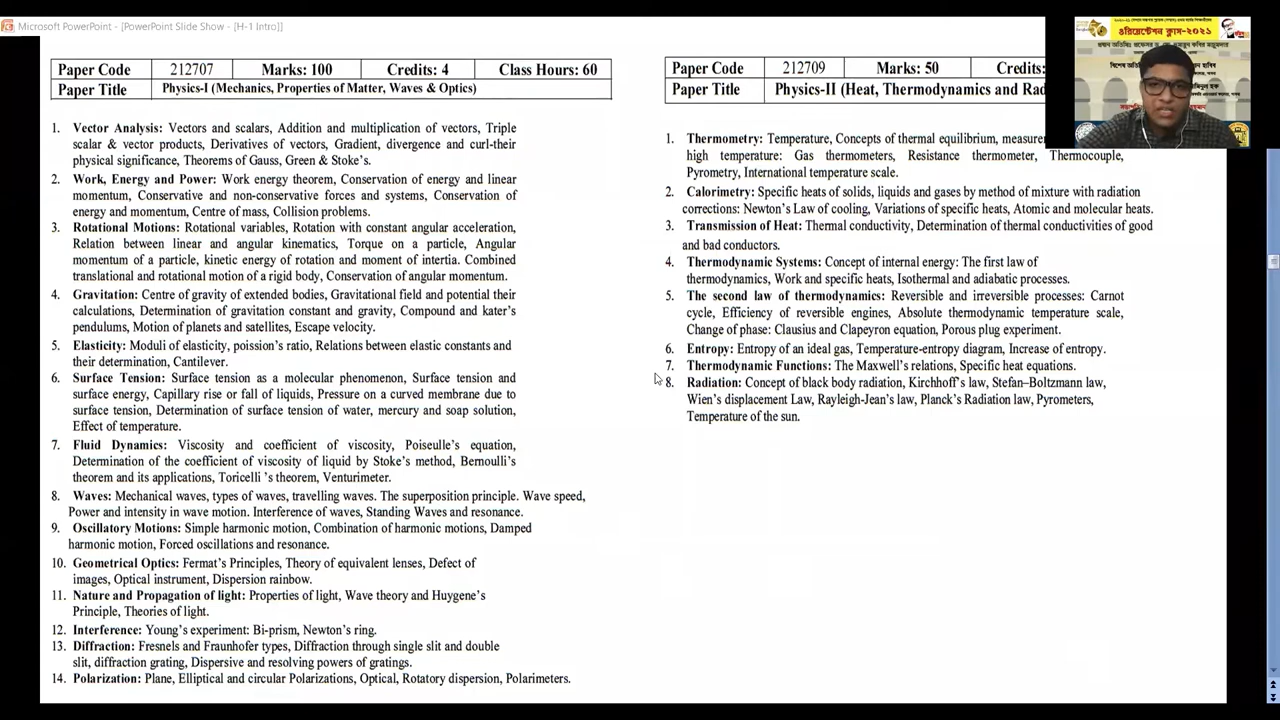 Microsoft PowerPoint - [PowerPoint Slide Show - [H-1 Intro]]
Paper Code 212707 Marks: 100 Credits: 4 Class Hours: 60
Paper Title Physics-I (Mechanics, Properties of Matter, Waves & Optics)
1. Vector Analysis: Vectors and scalars, Addition and multiplication of vectors, Triple
scalar & vector products, Derivatives of vectors, Gradient, divergence and curl-their
physical significance, Theorems of Gauss, Green & Stoke's.
2. Work, Energy and Power: Work energy theorem, Conservation of energy and linear
momentum, Conservative and non-conservative forces and systems, Conservation of
energy and momentum, Centre of mass, Collision problems.
3. Rotational Motions: Rotational variables, Rotation with constant angular acceleration,
Relation between linear and angular kinematics, Torque on a particle, Angular
momentum of a particle, kinetic energy of rotation and moment of intertia. Combined
translational and rotational motion of a rigid body, Conservation of angular momentum.
4. Gravitation: Centre of gravity of extended bodies, Gravitational field and potential their
calculations, Determination of gravitation constant and gravity, Compound and kater's
pendulums, Motion of planets and satellites, Escape velocity.
5. Elasticity: Moduli of elasticity, poission's ratio, Relations between elastic constants and
their determination, Cantilever.
6. Surface Tension: Surface tension as a molecular phenomenon, Surface tension and
surface energy, Capillary rise or fall of liquids, Pressure on a curved membrane due to
surface tension, Determination of surface tension of water, mercury and soap solution,
Effect of temperature.
7. Fluid Dynamics: Viscosity and coefficient of viscosity, Poiseulle's equation,
Determination of the coefficient of viscosity of liquid by Stoke's method, Bernoulli's
theorem and its applications, Toricelli 's theorem, Venturimeter.
8. Waves: Mechanical waves, types of waves, travelling waves. The superposition principle. Wave speed,
Power and intensity in wave motion. Interference of waves, Standing Waves and resonance.
9. Oscillatory Motions: Simple harmonic motion, Combination of harmonic motions, Damped
harmonic motion, Forced oscillations and resonance.
10. Geometrical Optics: Fermat's Principles, Theory of equivalent lenses, Defect of
images, Optical instrument, Dispersion rainbow.
11. Nature and Propagation of light: Properties of light, Wave theory and Huygene's
Principle, Theories of light.
12. Interference: Young's experiment: Bi-prism, Newton's ring.
13. Diffraction: Fresnels and Fraunhofer types, Diffraction through single slit and double
slit, diffraction grating, Dispersive and resolving powers of gratings.
14. Polarization: Plane, Elliptical and circular Polarizations, Optical, Rotatory dispersion, Polarimeters.
Paper Code 212709 Marks: 50 Credits:
Paper Title Physics-II (Heat, Thermodynamics and Rad
1. Thermometry: Temperature, Concepts of thermal equilibrium,
high temperature: Gas thermometers, Resistance thermometer, Thermocouple,
Pyrometry, International temperature scale.
2. Calorimetry: Specific heats of solids, liquids and gases by method of mixture with radiation
corrections: Newton's Law of cooling, Variations of specific heats, Atomic and molecular heats.
3. Transmission of Heat: Thermal conductivity, Determination of thermal conductivities of good
and bad conductors.
4. Thermodynamic Systems: Concept of internal energy: The first law of
thermodynamics, Work and specific heats, Isothermal and adiabatic processes.
5. The second law of thermodynamics: Reversible and irreversible processes: Carnot
cycle, Efficiency of reversible engines, Absolute thermodynamic temperature scale,
Change of phase: Clausius and Clapeyron equation, Porous plug experiment.
6. Entropy: Entropy of an ideal gas, Temperature-entropy diagram, Increase of entropy.
7. Thermodynamic Functions: The Maxwell's relations, Specific heat equations.
8. Radiation: Concept of black body radiation, Kirchhoff's law, Stefan–Boltzmann law,
Wien's displacement Law, Rayleigh-Jean's law, Planck's Radiation law, Pyrometers,
Temperature of the sun.
ওরিয়েন্টেশন ক্লাস-২০২১